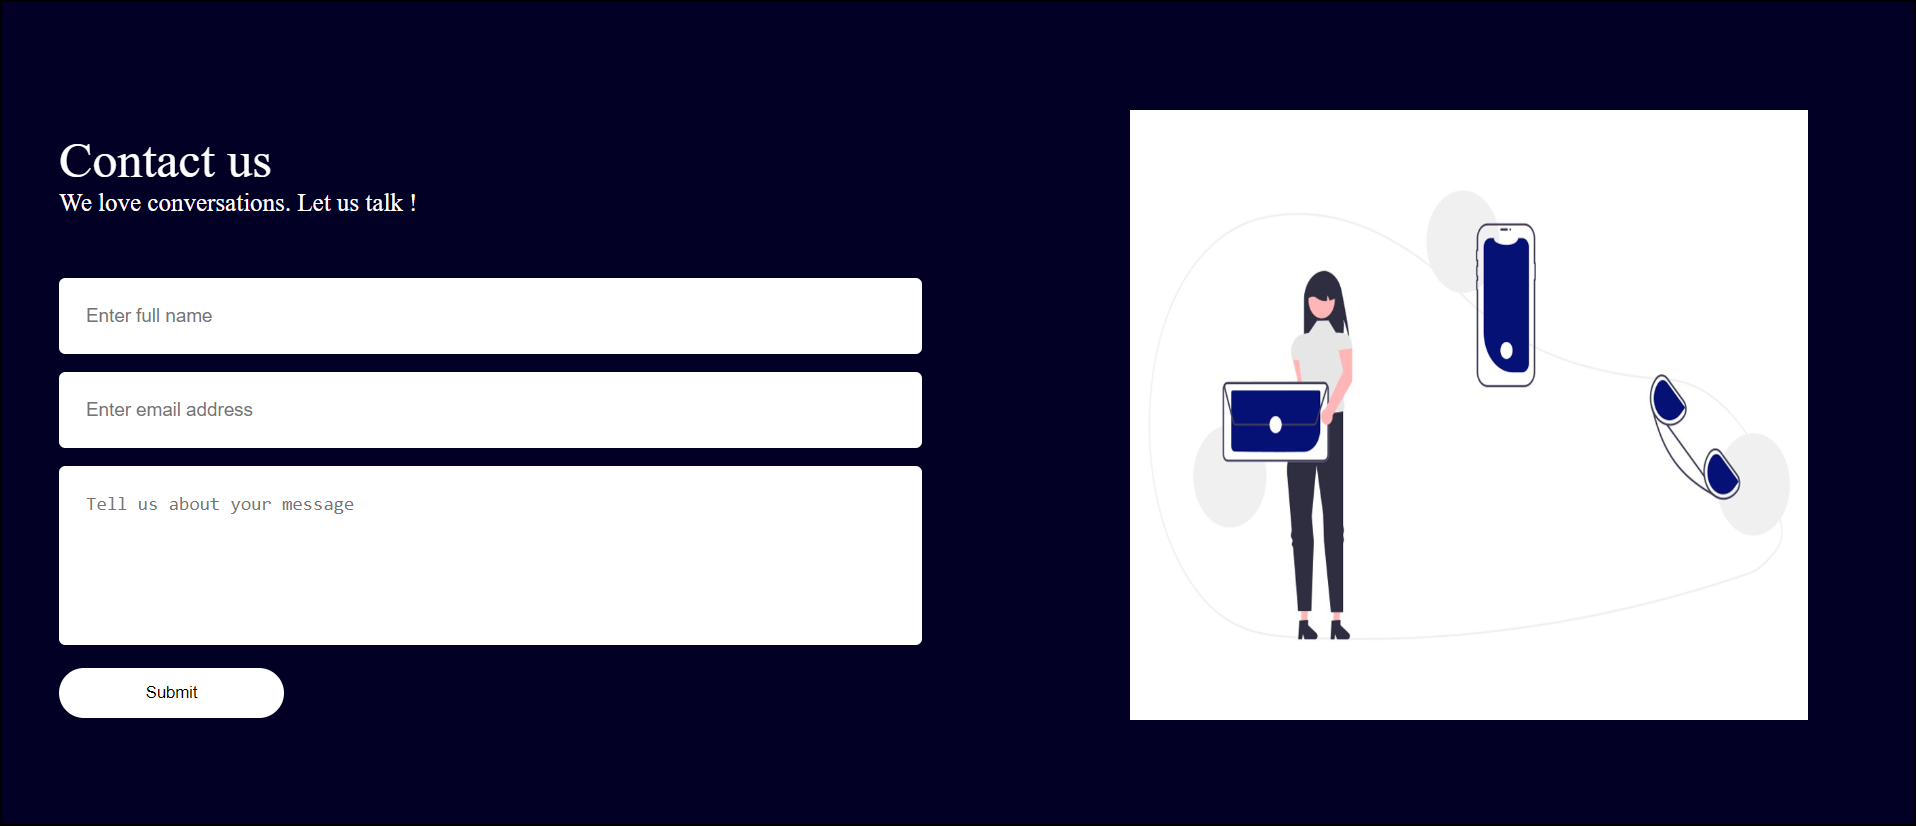 Contact us
We love conversations. Let us talk !
Enter full name
Enter email address
Tell us about your message
Submit